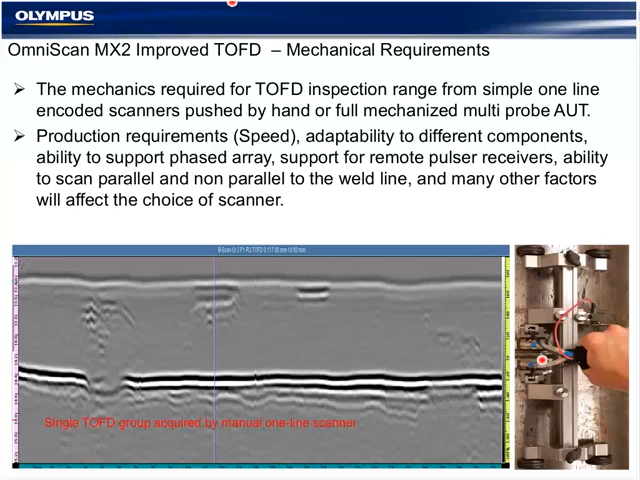 OLYMPUS
OmniScan MX2 Improved TOFD – Mechanical Requirements
➢ The mechanics required for TOFD inspection range from simple one line
encoded scanners pushed by hand or full mechanized multi probe AUT.
➢ Production requirements (Speed), adaptability to different components,
ability to support phased array, support for remote pulser receivers, ability
to scan parallel and non parallel to the weld line, and many other factors
will affect the choice of scanner.
Single TOFD group acquired by manual one-line scanner